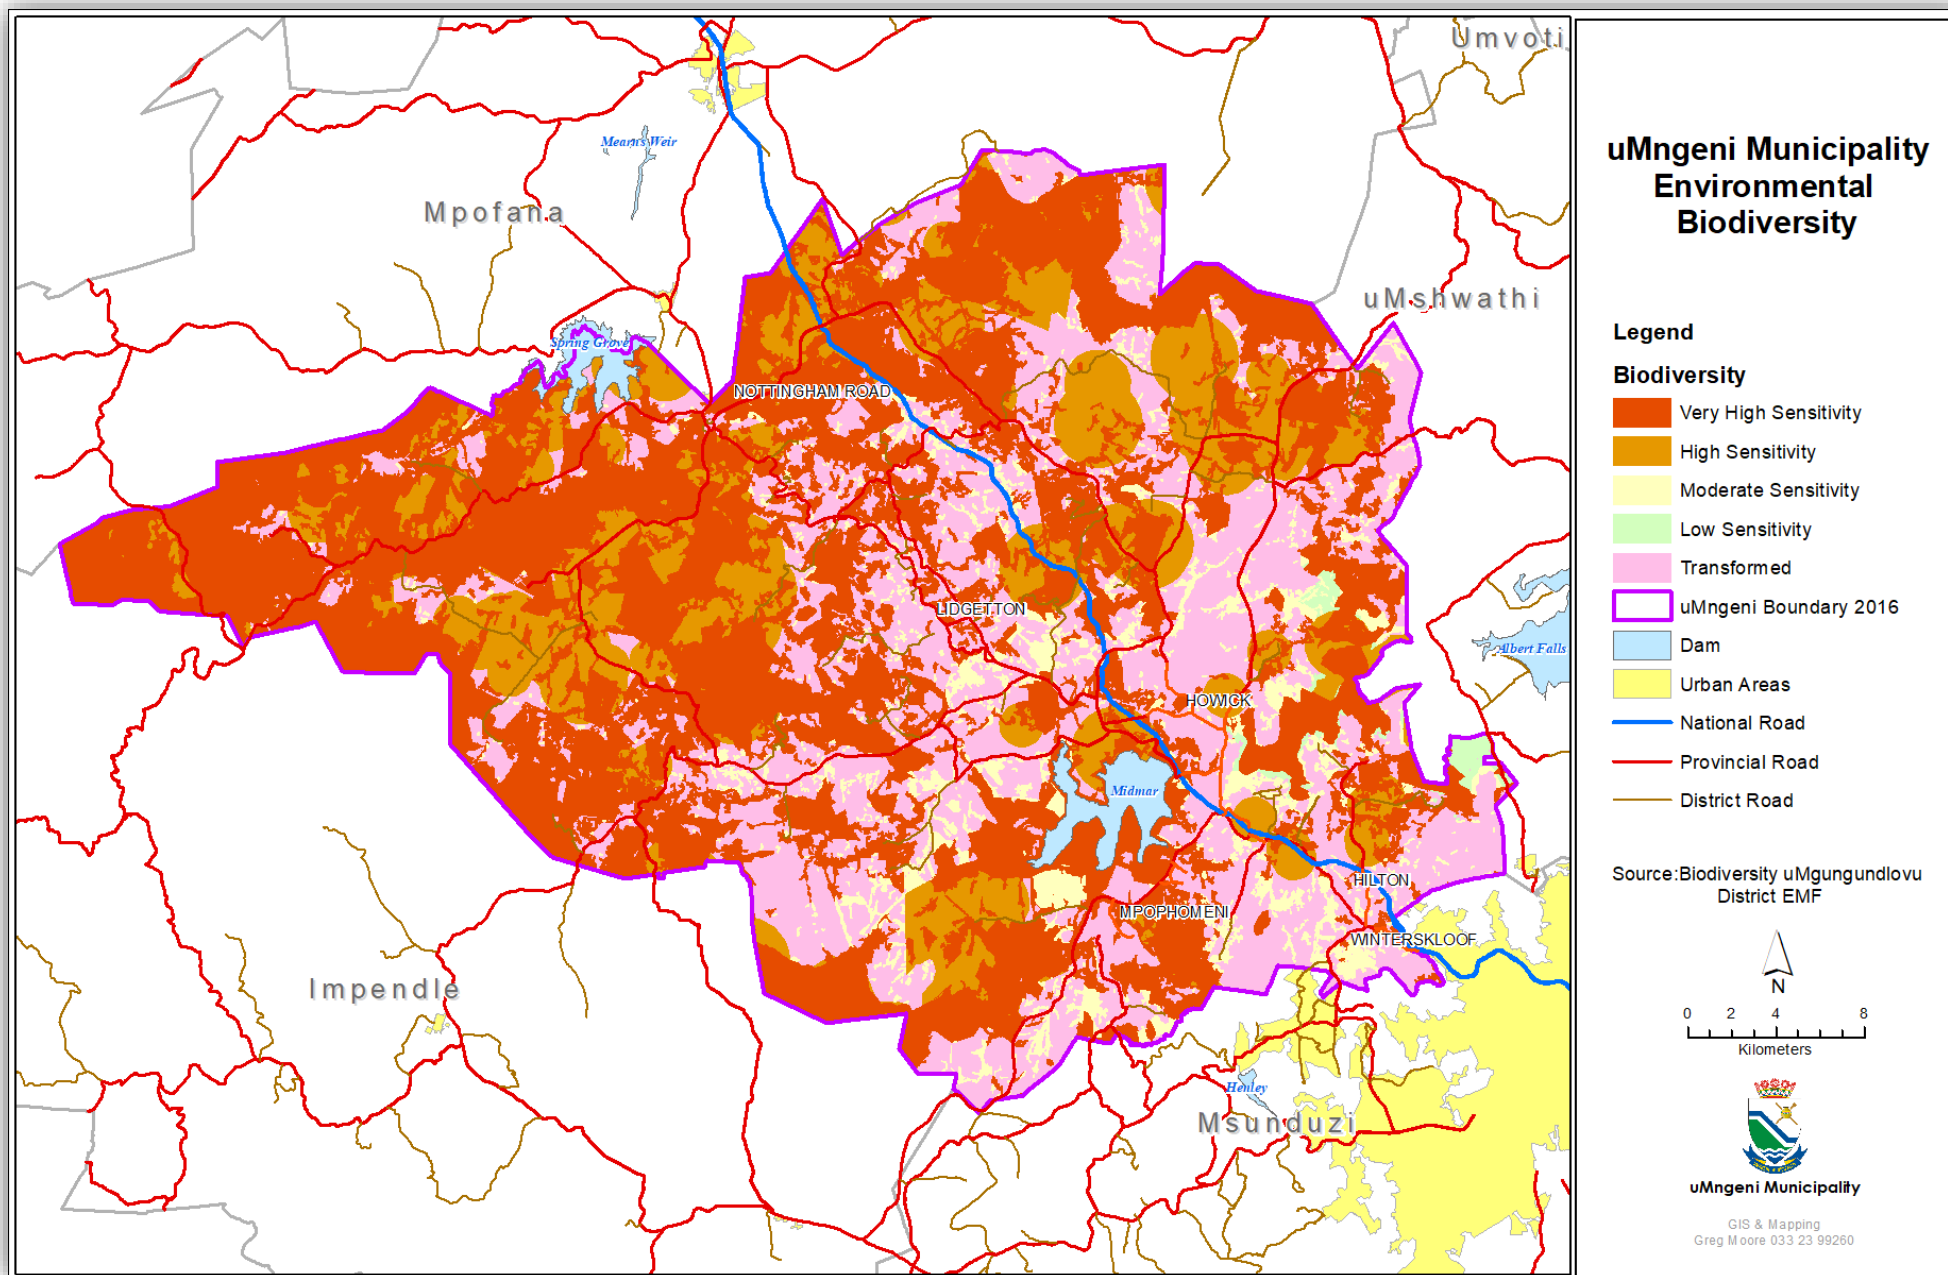 Umvoti
Mearns Weir
Mpofana
uMshwathi
Spring Grove
NOTTINGHAM ROAD
LIDGETTON
Albert Falls
HOWICK
Midmar
HILTON
MPOPHOMENI
WINTERSKLOOF
Impendle
Henley
Msunduzi
uMngeni Municipality
Environmental
Biodiversity
Legend
Biodiversity
Very High Sensitivity
High Sensitivity
Moderate Sensitivity
Low Sensitivity
Transformed
uMngeni Boundary 2016
Dam
Urban Areas
National Road
Provincial Road
District Road
Source:Biodiversity uMgungundlovu
District EMF
N
0 2 4 8
Kilometers
uMngeni Municipality
GIS & Mapping
Greg Moore 033 23 99260